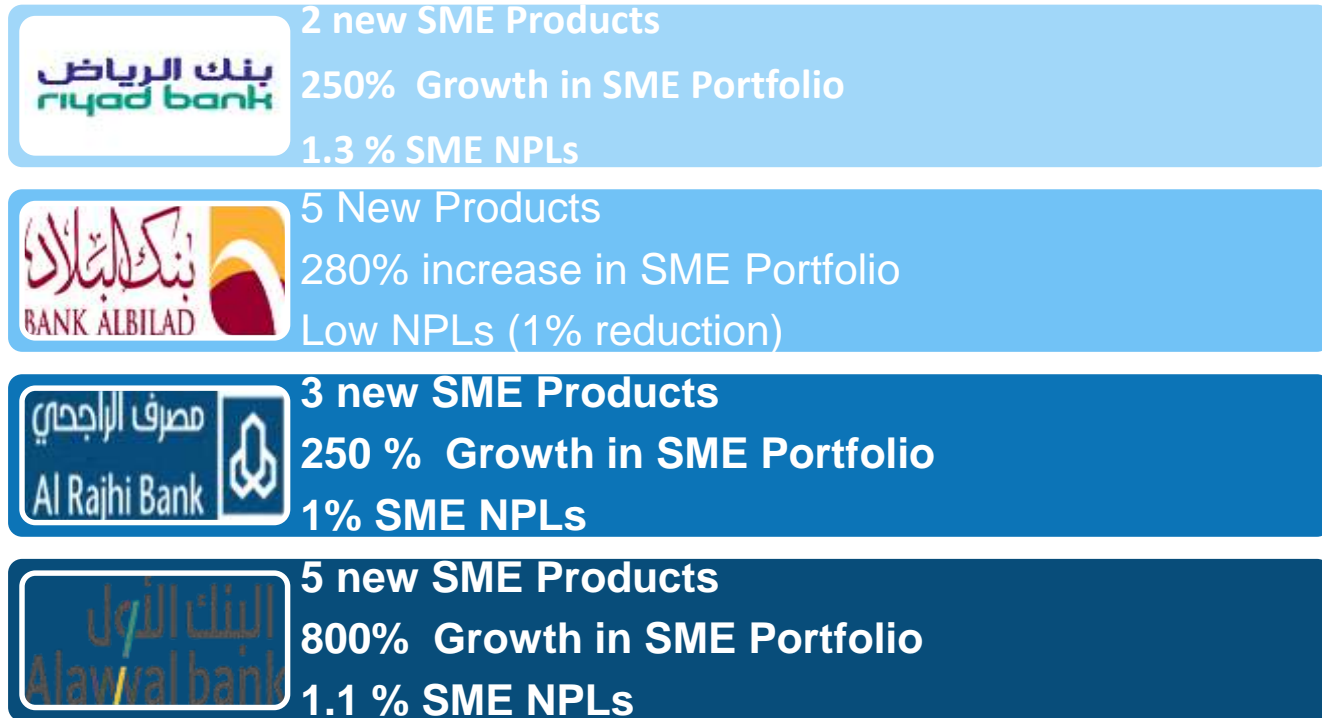 بنك الرياض
riyad bank
2 new SME Products
250% Growth in SME Portfolio
1.3 % SME NPLs
بنك البلاد
BANK ALBILAD
5 New Products
280% increase in SME Portfolio
Low NPLs (1% reduction)
مصرف الراجحي
Al Rajhi Bank
3 new SME Products
250 % Growth in SME Portfolio
1% SME NPLs
البنك الأول
Alawwal bank
5 new SME Products
800% Growth in SME Portfolio
1.1 % SME NPLs